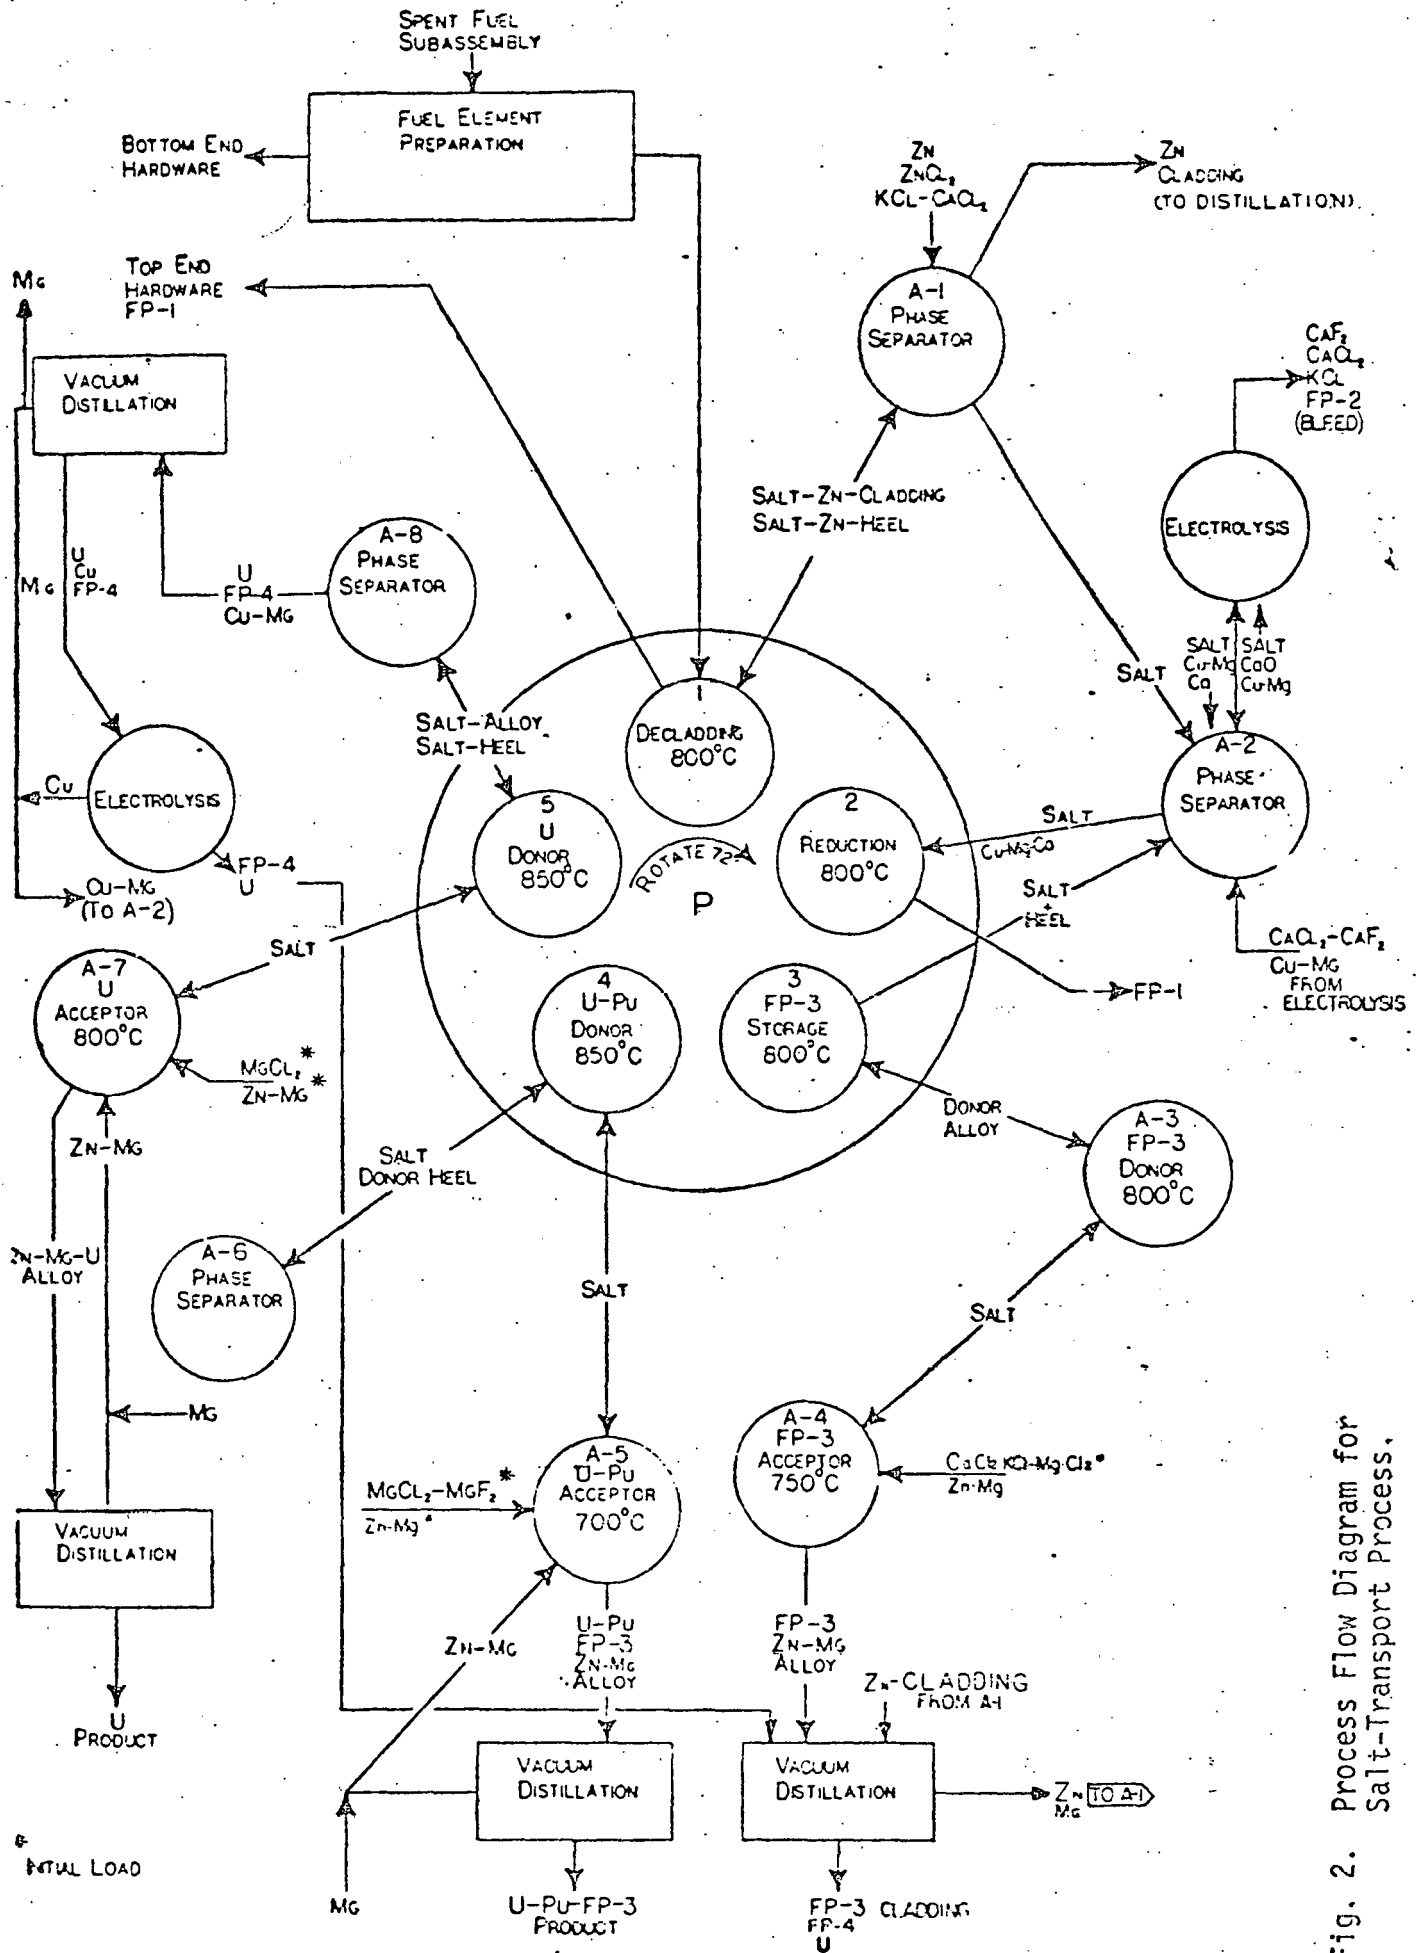 SPENT FUEL
SUBASSEMBLY
FUEL ELEMENT
PREPARATION
BOTTOM END
HARDWARE
ZN
ZNCL₂
KCL-CACL₂
ZN
CLADDING
(TO DISTILLATION)
TOP END
HARDWARE
FP-1
MG
A-1
PHASE
SEPARATOR
CAF₂
CACL₂
KCL
FP-2
(BLEED)
VACUUM
DISTILLATION
SALT-ZN-CLADDING
SALT-ZN-HEEL
ELECTROLYSIS
A-8
PHASE
SEPARATOR
U
FP-4
CU-MG
MG
U
CU
FP-4
SALT
SALT
Cu-Mg
Ca
SALT
CaO
Cu-Mg
SALT-ALLOY
SALT-HEEL
1
DECLADDING
800°C
A-2
PHASE
SEPARATOR
CU
ELECTROLYSIS
5
U
DONOR
850°C
ROTATE 72°
P
2
REDUCTION
800°C
SALT
Cu-Mg-Ca
FP-4
U
CU-MG
(TO A-2)
SALT
+
HEEL
CACL₂-CAF₂
CU-MG
FROM
ELECTROLYSIS
SALT
A-7
U
ACCEPTOR
800°C
4
U-PU
DONOR
850°C
3
FP-3
STORAGE
800°C
FP-1
MGCL₂*
ZN-MG*
ZN-MG
DONOR
ALLOY
A-3
FP-3
DONOR
800°C
SALT
DONOR HEEL
ZN-MG-U
ALLOY
A-6
PHASE
SEPARATOR
SALT
SALT
MG
A-5
U-PU
ACCEPTOR
700°C
MGCL₂-MGF₂*
Zn-Mg*
A-4
FP-3
ACCEPTOR
750°C
CaCl₂ KCl-Mg Cl₂*
Zn-Mg
VACUUM
DISTILLATION
ZN-MG
U-PU
FP-3
ZN-MG
ALLOY
FP-3
ZN-MG
ALLOY
ZN-CLADDING
FROM A-1
U
PRODUCT
VACUUM
DISTILLATION
VACUUM
DISTILLATION
ZN
MG
TO A-1
*
INITIAL LOAD
MG
U-PU-FP-3
PRODUCT
FP-3 CLADDING
FP-4
U
Fig. 2. Process Flow Diagram for
Salt-Transport Process.